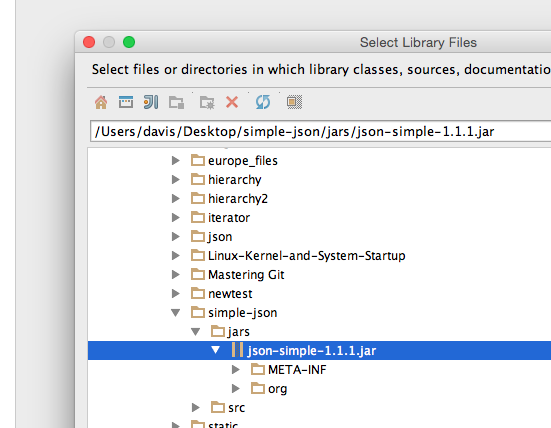 Select Library Files
Select files or directories in which library classes, sources, documentatio
/Users/davis/Desktop/simple-json/jars/json-simple-1.1.1.jar
europe_files
hierarchy
hierarchy2
iterator
json
Linux-Kernel-and-System-Startup
Mastering Git
newtest
simple-json
jars
json-simple-1.1.1.jar
META-INF
org
src
static